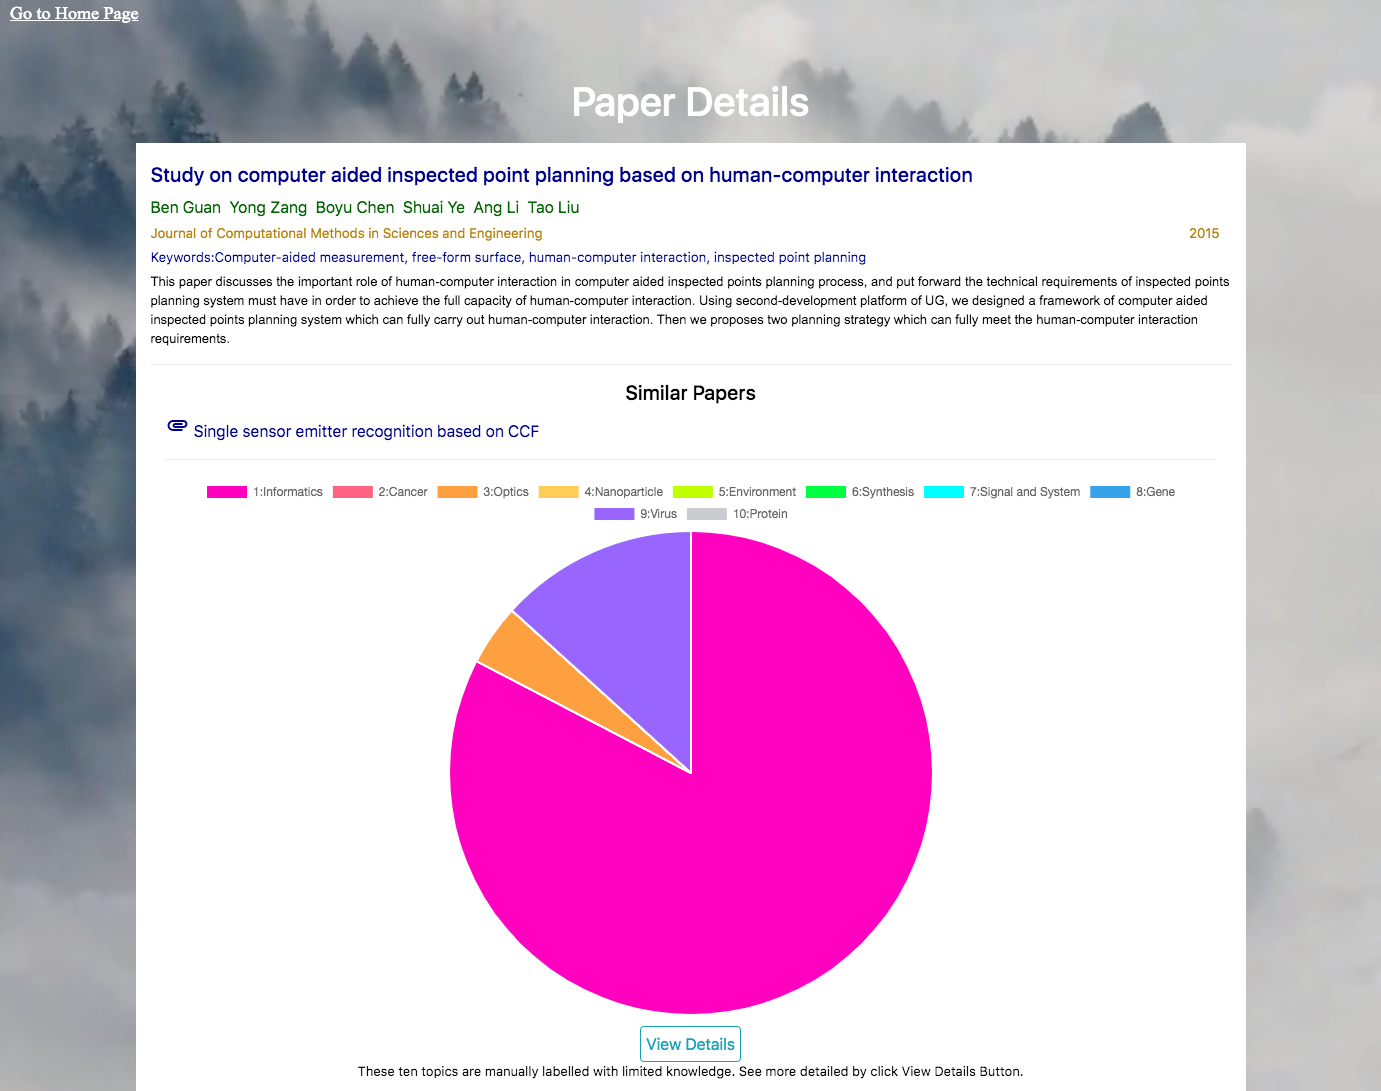 Go to Home Page
Paper Details
Study on computer aided inspected point planning based on human-computer interaction
Ben Guan Yong Zang Boyu Chen Shuai Ye Ang Li Tao Liu
Journal of Computational Methods in Sciences and Engineering 2015
Keywords:Computer-aided measurement, free-form surface, human-computer interaction, inspected point planning
This paper discusses the important role of human-computer interaction in computer aided inspected points planning process, and put forward the technical requirements of inspected points
planning system must have in order to achieve the full capacity of human-computer interaction. Using second-development platform of UG, we designed a framework of computer aided
inspected points planning system which can fully carry out human-computer interaction. Then we proposes two planning strategy which can fully meet the human-computer interaction
requirements.
Similar Papers
Single sensor emitter recognition based on CCF
1:Informatics 2:Cancer 3:Optics 4:Nanoparticle 5:Environment 6:Synthesis 7:Signal and System 8:Gene
9:Virus 10:Protein
View Details
These ten topics are manually labelled with limited knowledge. See more detailed by click View Details Button.